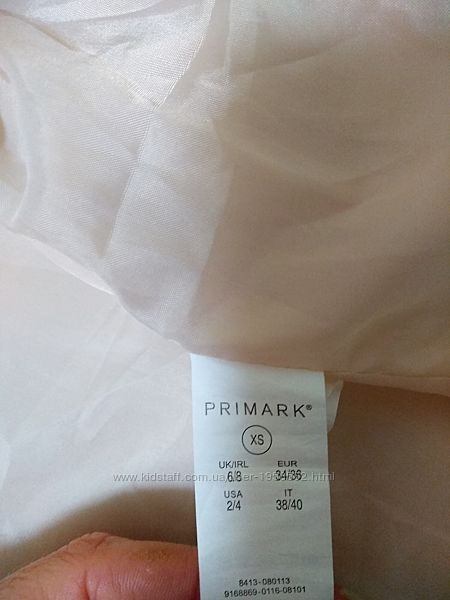 PRIMARK®
XS
UK/IRL EUR
6/8 34/36
USA IT
2/4 38/40
8413-080113
9168869-0116-08101